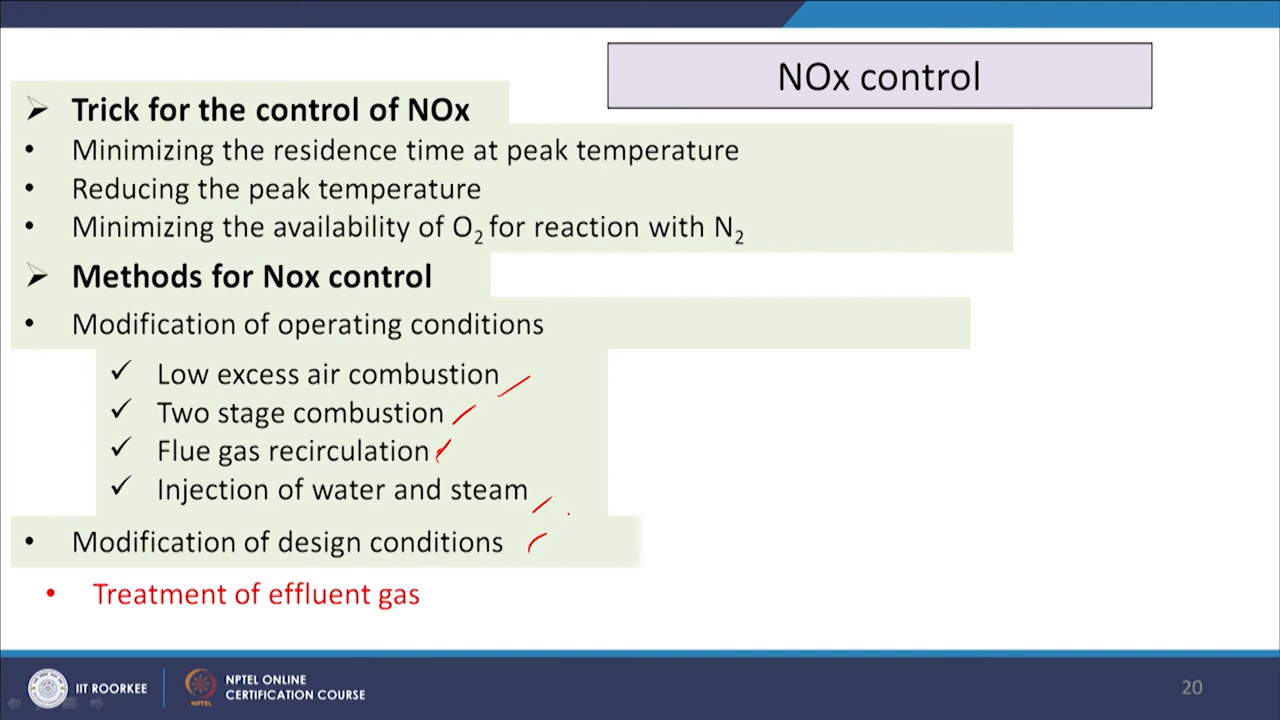 NOx control
Trick for the control of NOx
Minimizing the residence time at peak temperature
Reducing the peak temperature
Minimizing the availability of O2 for reaction with N2
Methods for Nox control
Modification of operating conditions
Low excess air combustion
Two stage combustion
Flue gas recirculation
Injection of water and steam
Modification of design conditions
Treatment of effluent gas
IIT ROORKEE
NPTEL ONLINE
CERTIFICATION COURSE
20